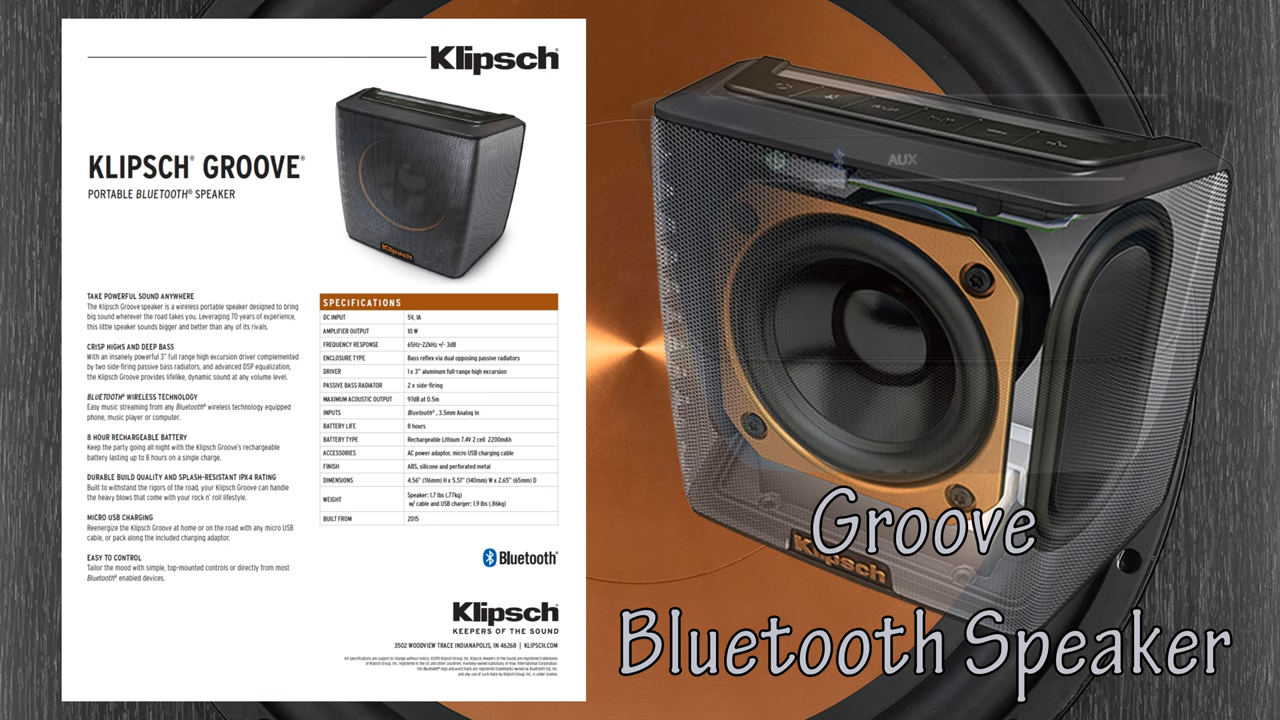 Klipsch
KLIPSCH® GROOVE®
PORTABLE BLUETOOTH® SPEAKER
Klipsch
TAKE POWERFUL SOUND ANYWHERE
The Klipsch Groove speaker is a wireless portable speaker designed to bring
big sound wherever the road takes you. Leveraging 70 years of experience,
this little speaker sounds bigger and better than any of its rivals.
CRISP HIGHS AND DEEP BASS
With an insanely powerful 3" full range high excursion driver complemented
by two side-firing passive bass radiators, and advanced DSP equalization,
the Klipsch Groove provides lifelike, dynamic sound at any volume level.
BLUETOOTH® WIRELESS TECHNOLOGY
Easy music streaming from any Bluetooth® wireless technology equipped
phone, music player or computer.
8 HOUR RECHARGEABLE BATTERY
Keep the party going all night with the Klipsch Groove's rechargeable
battery lasting up to 8 hours on a single charge.
DURABLE BUILD QUALITY AND SPLASH-RESISTANT IPX4 RATING
Built to withstand the rigors of the road, your Klipsch Groove can handle
the heavy blows that come with your rock n' roll lifestyle.
MICRO USB CHARGING
Reenergize the Klipsch Groove at home or on the road with any micro USB
cable, or pack along the included charging adaptor.
EASY TO CONTROL
Tailor the mood with simple, top-mounted controls or directly from most
Bluetooth® enabled devices.
SPECIFICATIONS
DC INPUT 5V, 1A
AMPLIFIER OUTPUT 10 W
FREQUENCY RESPONSE 65Hz-22kHz +/- 3dB
ENCLOSURE TYPE Bass reflex via dual opposing passive radiators
DRIVER 1 x 3" aluminum full-range high excursion
PASSIVE BASS RADIATOR 2 x side-firing
MAXIMUM ACOUSTIC OUTPUT 97dB at 0.5m
INPUTS Bluetooth®, 3.5mm Analog In
BATTERY LIFE 8 hours
BATTERY TYPE Rechargeable Lithium 7.4V 2 cell 2200mAh
ACCESSORIES AC power adaptor, micro USB charging cable
FINISH ABS, silicone and perforated metal
DIMENSIONS 4.56" (116mm) H x 5.51" (140mm) W x 2.65" (65mm) D
WEIGHT Speaker: 1.7 lbs (.77kg)
w/ cable and USB charger: 1.9 lbs (.86kg)
BUILT FROM 2015
Bluetooth®
Klipsch
KEEPERS OF THE SOUND
3502 WOODVIEW TRACE INDIANAPOLIS, IN 46268 | KLIPSCH.COM
AUX
Klipsch
Groove
Bluetooth Speaker